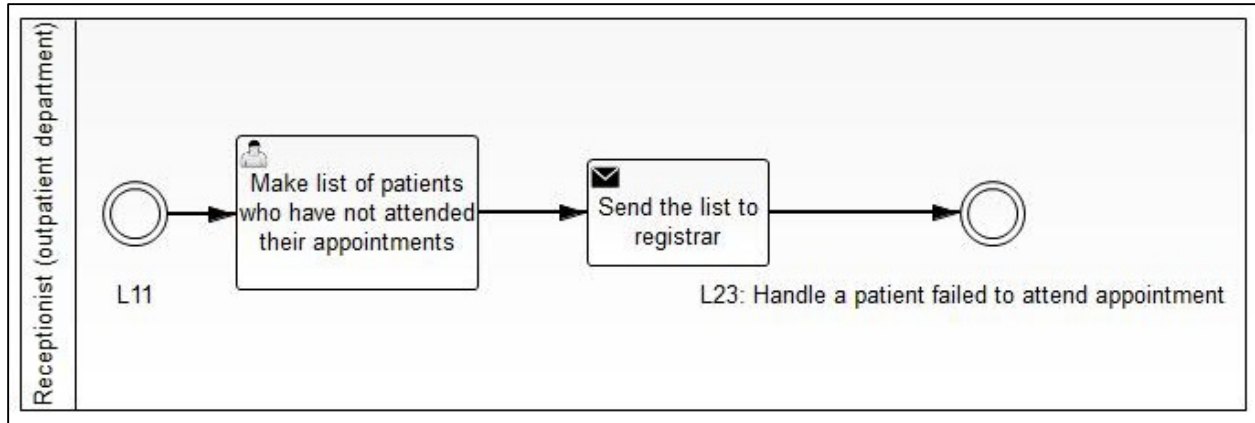 Receptionist (outpatient department)
L11
Make list of patients
who have not attended
their appointments
Send the list to
registrar
L23: Handle a patient failed to attend appointment